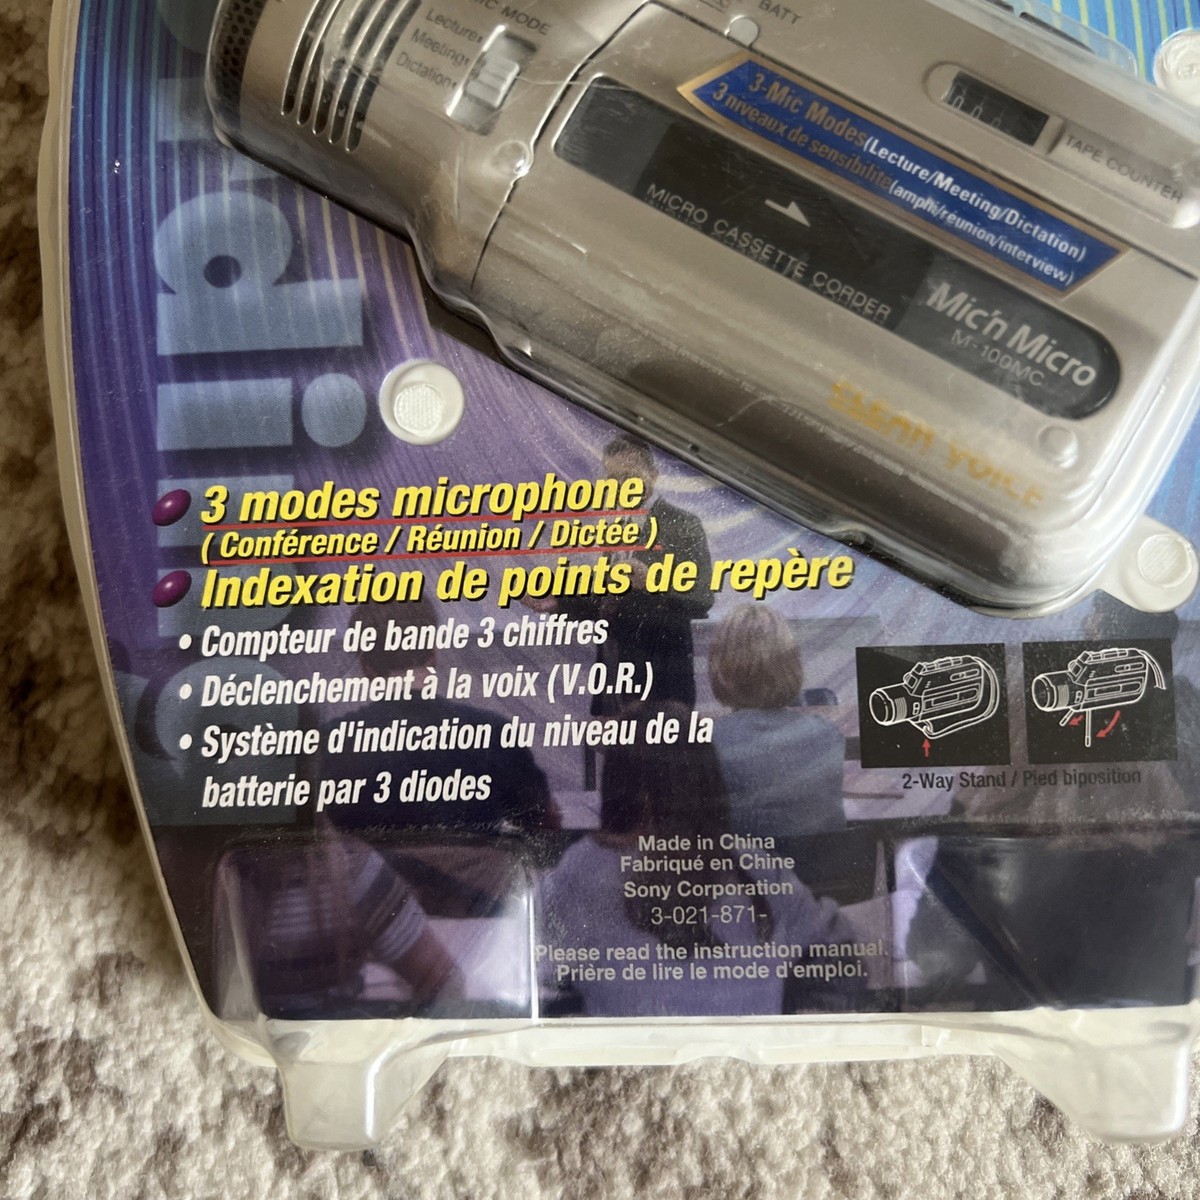 MIC MODE
Lecture
Meeting
Dictation
BATT
3-Mic Modes(Lecture/Meeting/Dictation)
3 niveaux de sensibilité(amphi/réunion/interview)
TAPE COUNTER
MICRO CASSETTE CORDER
Mic'n Micro
M-100MC
CLEAR VOICE
3 modes microphone
( Conférence / Réunion / Dictée )
Indexation de points de repère
• Compteur de bande 3 chiffres
• Déclenchement à la voix (V.O.R.)
• Système d'indication du niveau de la
batterie par 3 diodes
2-Way Stand / Pied biposition
Made in China
Fabriqué en Chine
Sony Corporation
3-021-871-
Please read the instruction manual.
Prière de lire le mode d'emploi.